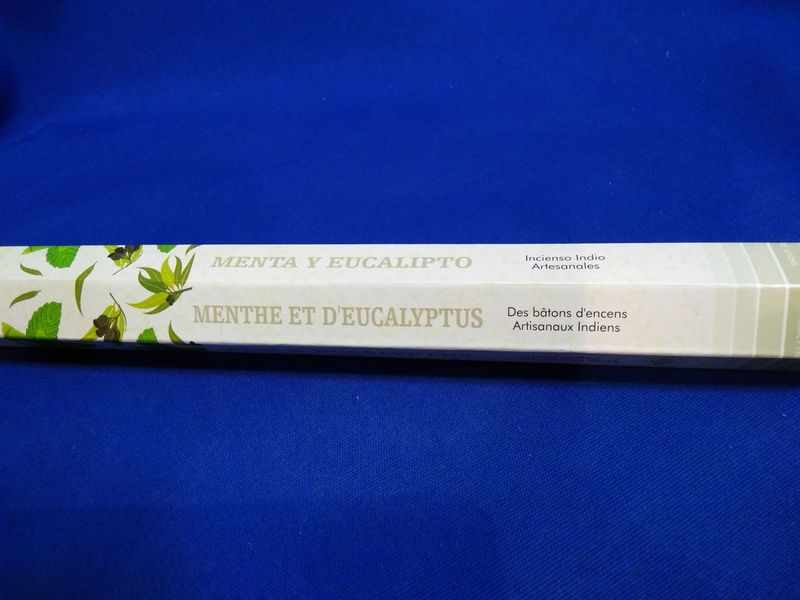 MENTA Y EUCALIPTO
Incienso Indio
Artesanales
MENTHE ET D'EUCALYPTUS
Des bâtons d'encens
Artisanaux Indiens